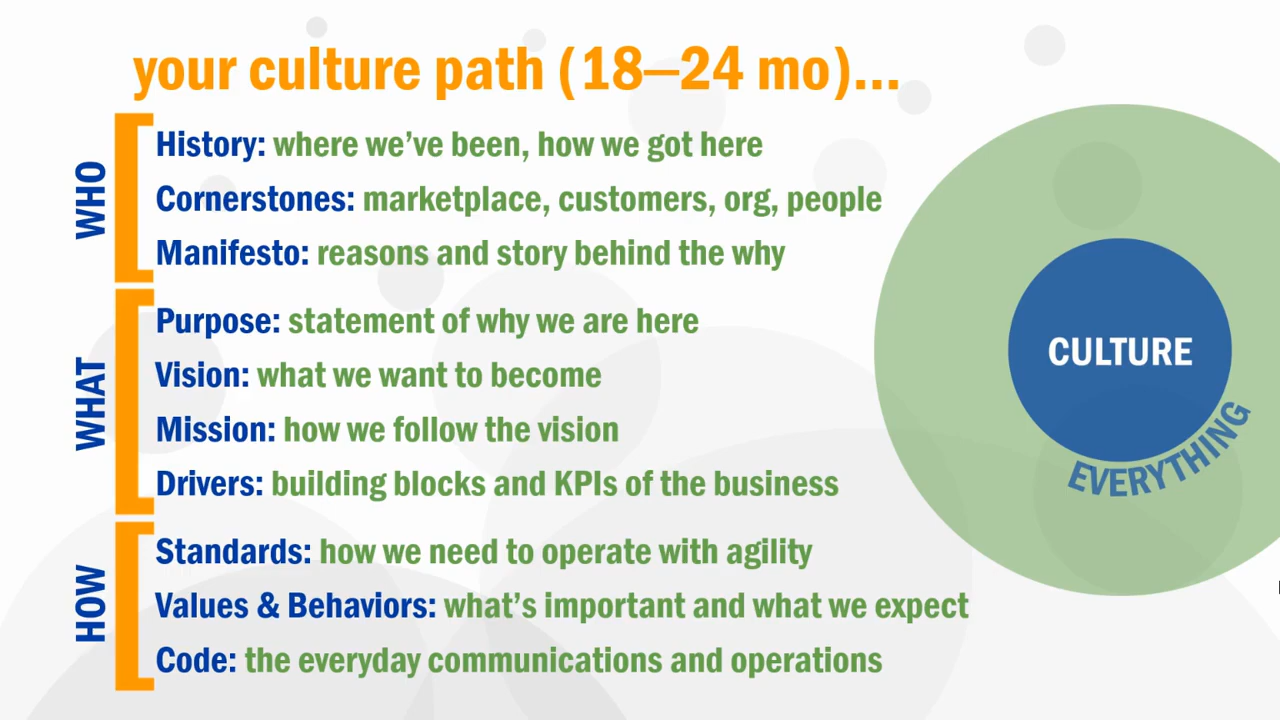 your culture path (18—24 mo)...
WHO
History: where we've been, how we got here
Cornerstones: marketplace, customers, org, people
Manifesto: reasons and story behind the why
WHAT
Purpose: statement of why we are here
Vision: what we want to become
Mission: how we follow the vision
Drivers: building blocks and KPIs of the business
HOW
Standards: how we need to operate with agility
Values & Behaviors: what's important and what we expect
Code: the everyday communications and operations
CULTURE
EVERYTHING